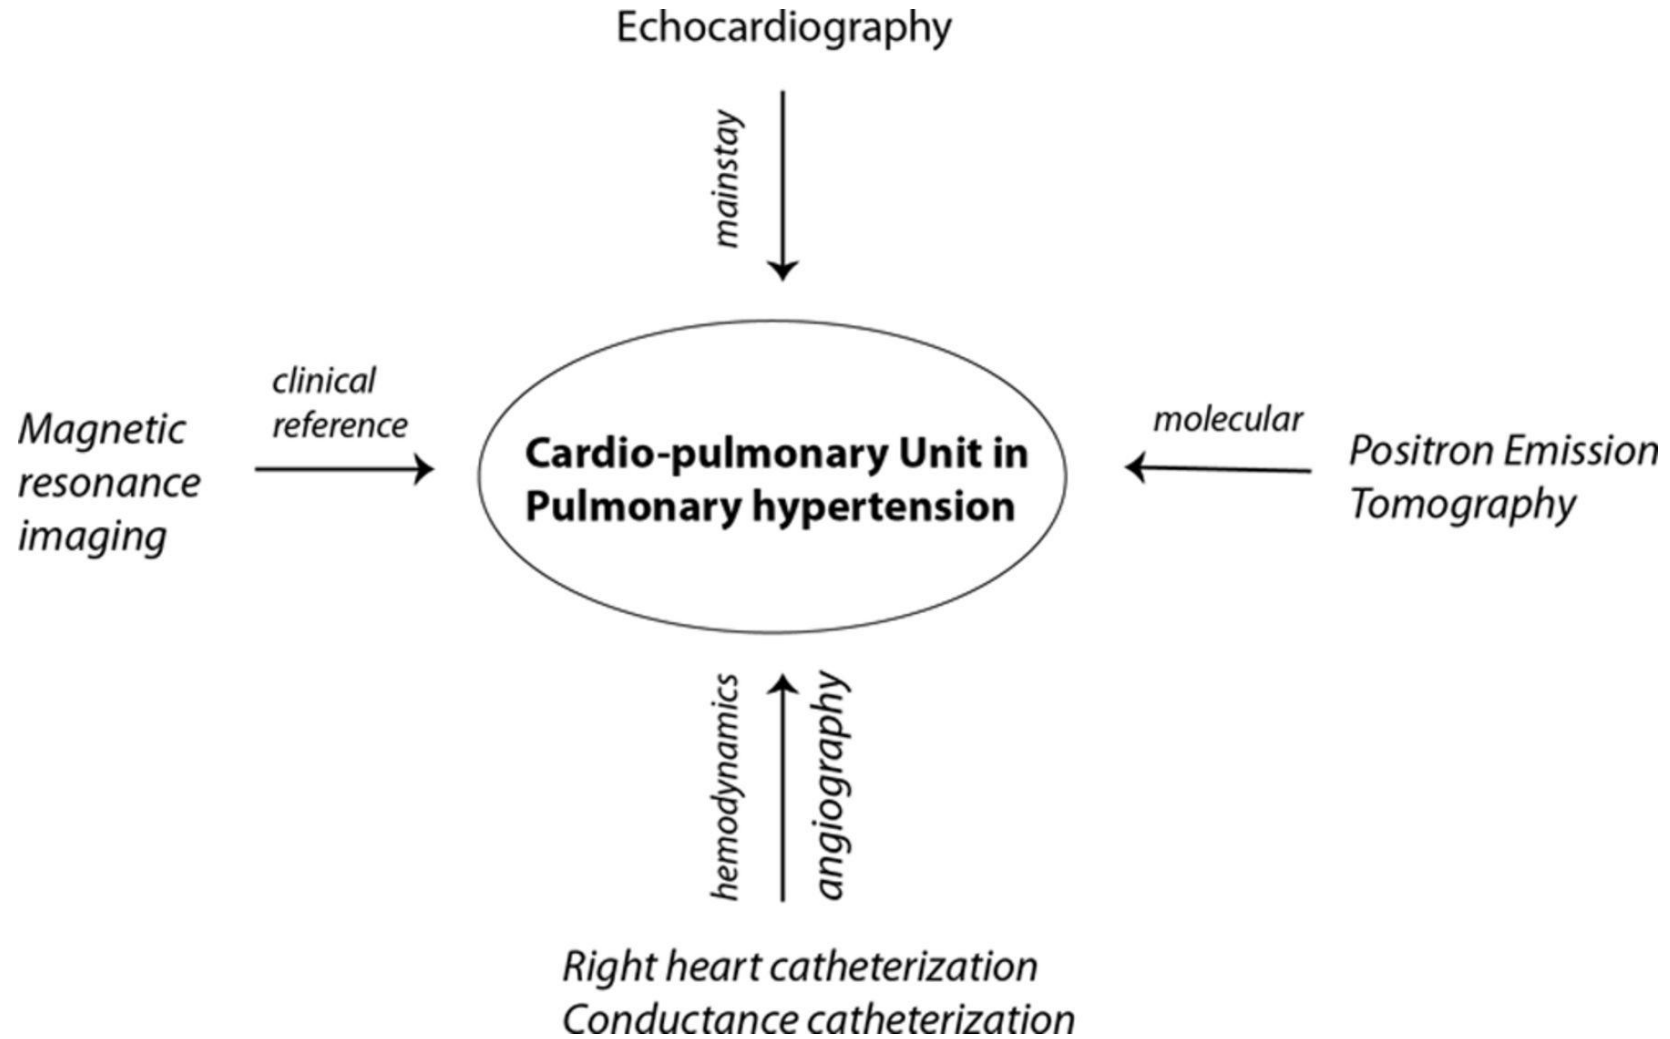 Echocardiography
mainstay
clinical
reference
Magnetic
resonance
imaging
Cardio-pulmonary Unit in
Pulmonary hypertension
molecular
Positron Emission
Tomography
hemodynamics
angiography
Right heart catheterization
Conductance catheterization